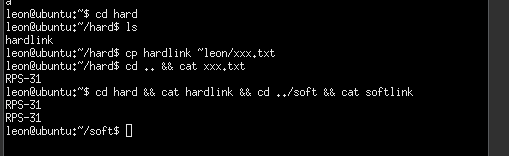 a
leon@ubuntu:~$ cd hard
leon@ubuntu:~/hard$ ls
hardlink
leon@ubuntu:~/hard$ cp hardlink ~leon/xxx.txt
leon@ubuntu:~/hard$ cd .. && cat xxx.txt
RPS-31
leon@ubuntu:~$ cd hard && cat hardlink && cd ../soft && cat softlink
RPS-31
RPS-31
leon@ubuntu:~/soft$